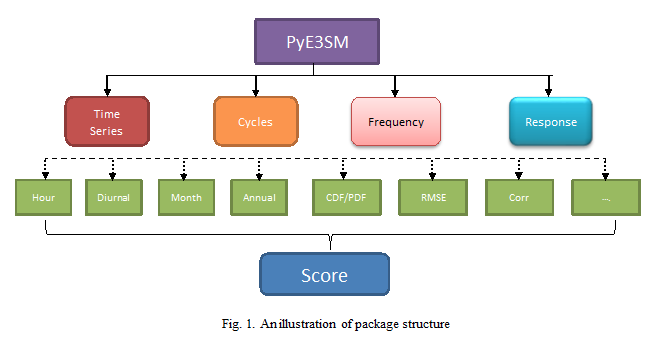 PyE3SM
Time
Series
Cycles
Frequency
Response
Hour
Diurnal
Month
Annual
CDF/PDF
RMSE
Corr
....
Score
Fig. 1. An illustration of package structure